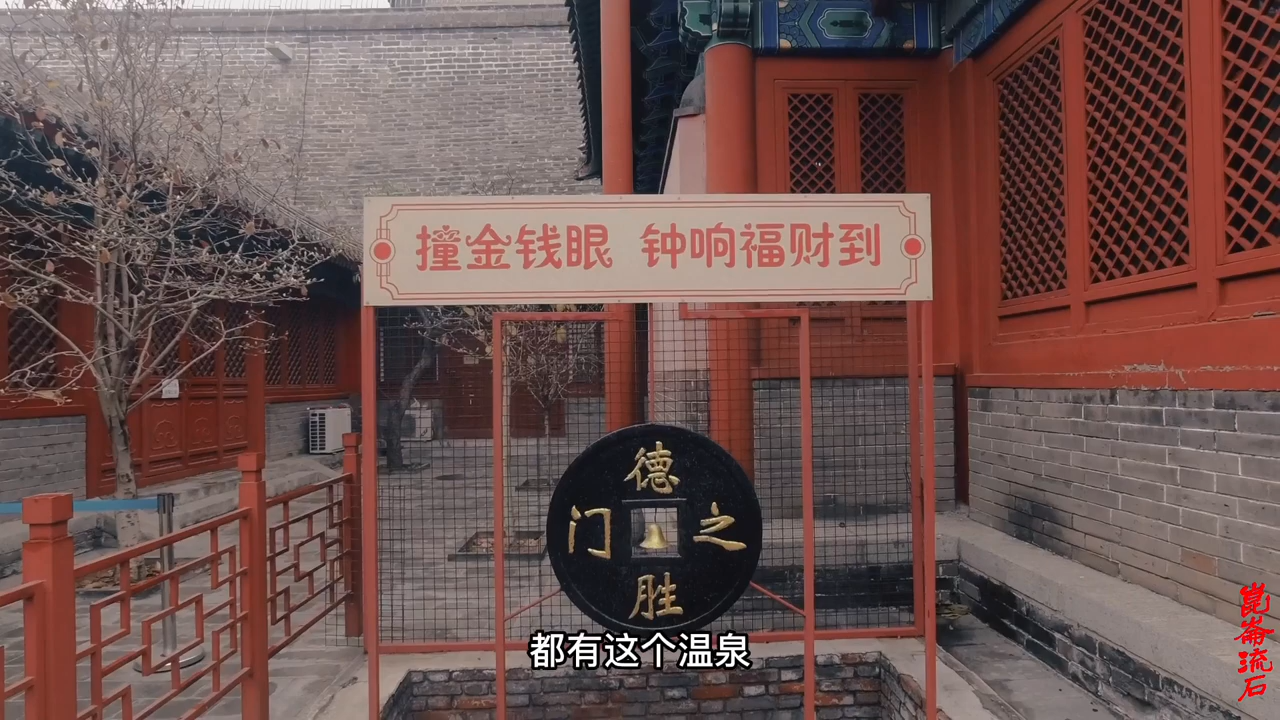 撞金钱眼 钟响福财到
德
门 之
胜
都有这个温泉
崑崙流石